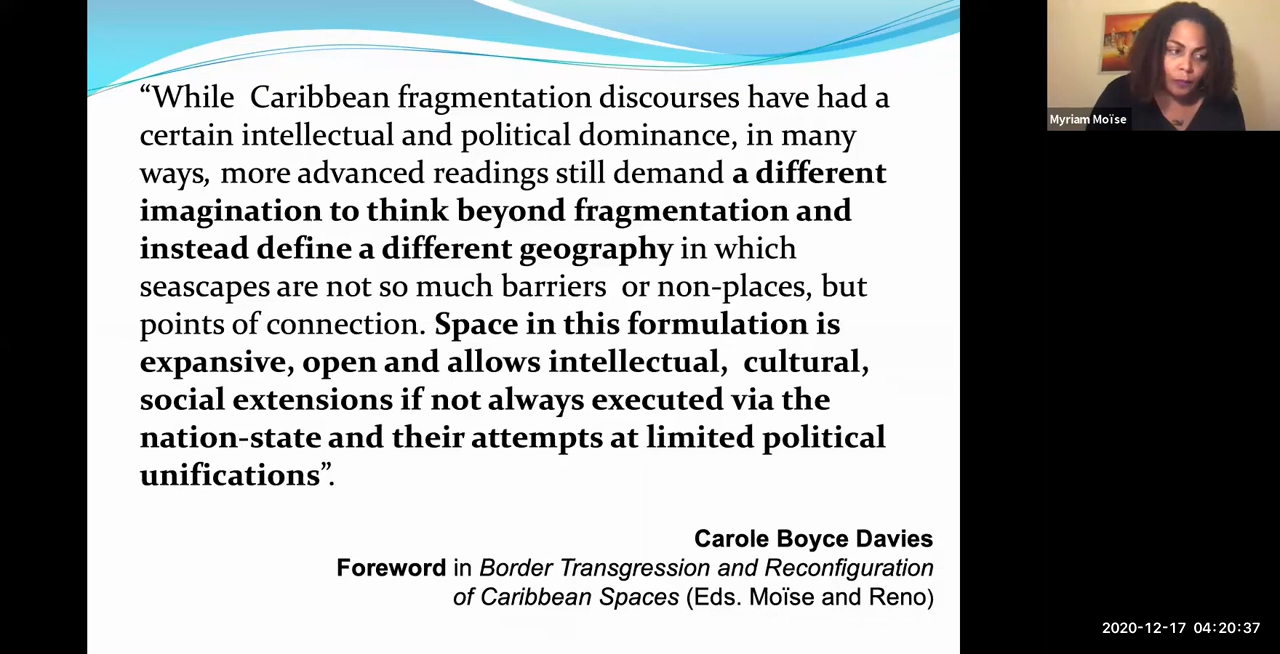 “While Caribbean fragmentation discourses have had a
certain intellectual and political dominance, in many
ways, more advanced readings still demand a different
imagination to think beyond fragmentation and
instead define a different geography in which
seascapes are not so much barriers or non-places, but
points of connection. Space in this formulation is
expansive, open and allows intellectual, cultural,
social extensions if not always executed via the
nation-state and their attempts at limited political
unifications”.
Carole Boyce Davies
Foreword in Border Transgression and Reconfiguration
of Caribbean Spaces (Eds. Moïse and Reno)
Myriam Moïse
2020-12-17 04:20:37